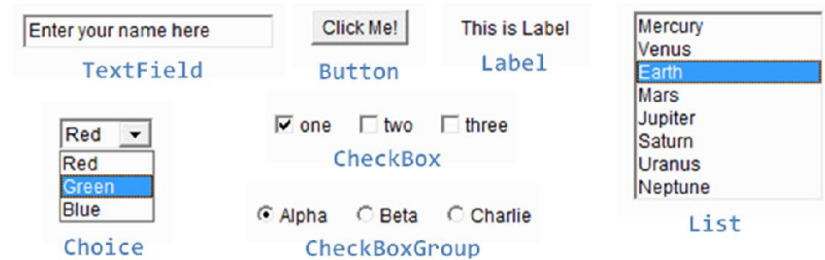 Enter your name here
TextField
Click Me!
Button
This is Label
Label
Mercury
Venus
Earth
Mars
Jupiter
Saturn
Uranus
Neptune
List
Red
Red
Green
Blue
Choice
one two three
CheckBox
Alpha Beta Charlie
CheckBoxGroup